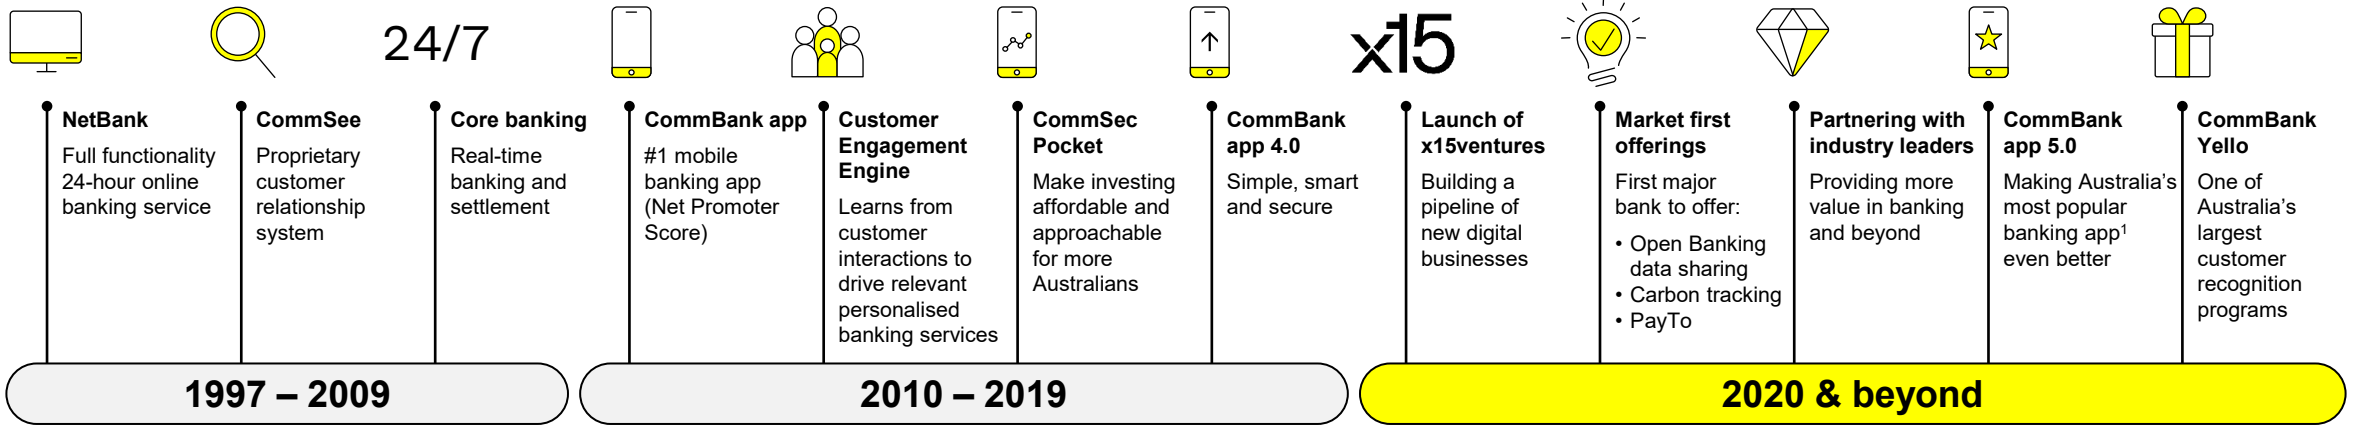 24/7
x15
NetBank
Full functionality
24-hour online
banking service
CommSee
Proprietary
customer
relationship
system
Core banking
Real-time
banking and
settlement
CommBank app
#1 mobile
banking app
(Net Promoter
Score)
Customer
Engagement
Engine
Learns from
customer
interactions to
drive relevant
personalised
banking services
CommSec
Pocket
Make investing
affordable and
approachable
for more
Australians
CommBank
app 4.0
Simple, smart
and secure
Launch of
x15ventures
Building a
pipeline of
new digital
businesses
Market first
offerings
First major
bank to offer:
• Open Banking
data sharing
• Carbon tracking
• PayTo
Partnering with
industry leaders
Providing more
value in banking
and beyond
CommBank
app 5.0
Making Australia’s
most popular
banking app¹
even better
CommBank
Yello
One of
Australia’s
largest
customer
recognition
programs
1997 – 2009
2010 – 2019
2020 & beyond